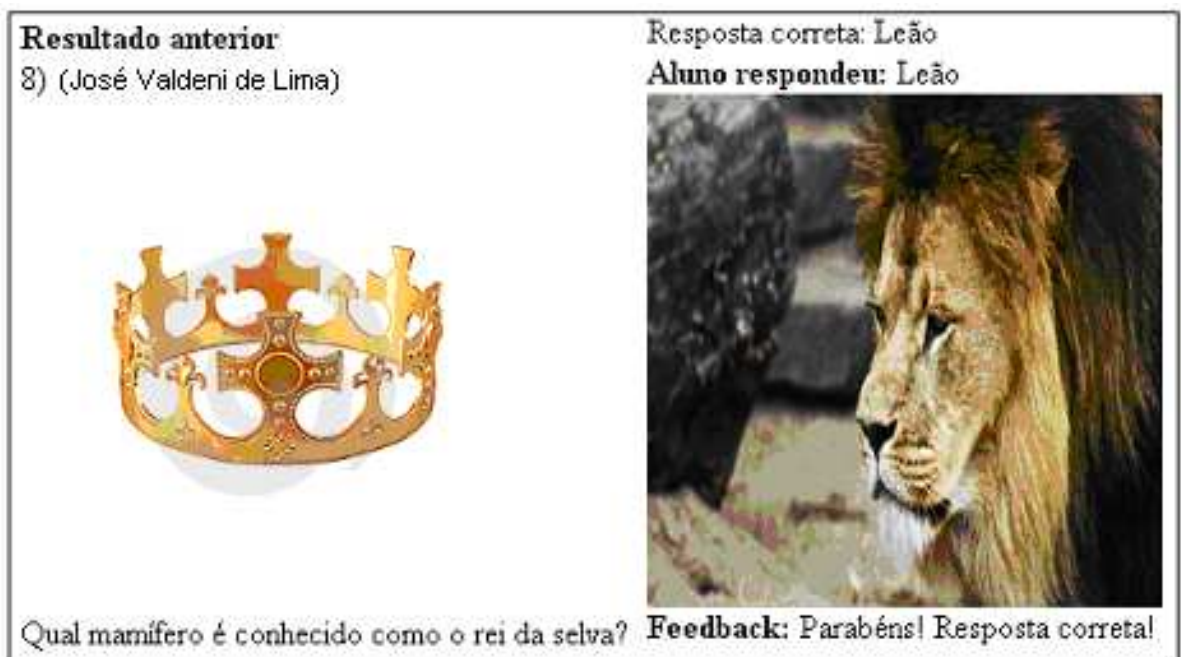 Resultado anterior
8) (José Valdeni de Lima)
Qual mamífero é conhecido como o rei da selva?
Resposta correta: Leão
Aluno respondeu: Leão
Feedback: Parabéns! Resposta correta!